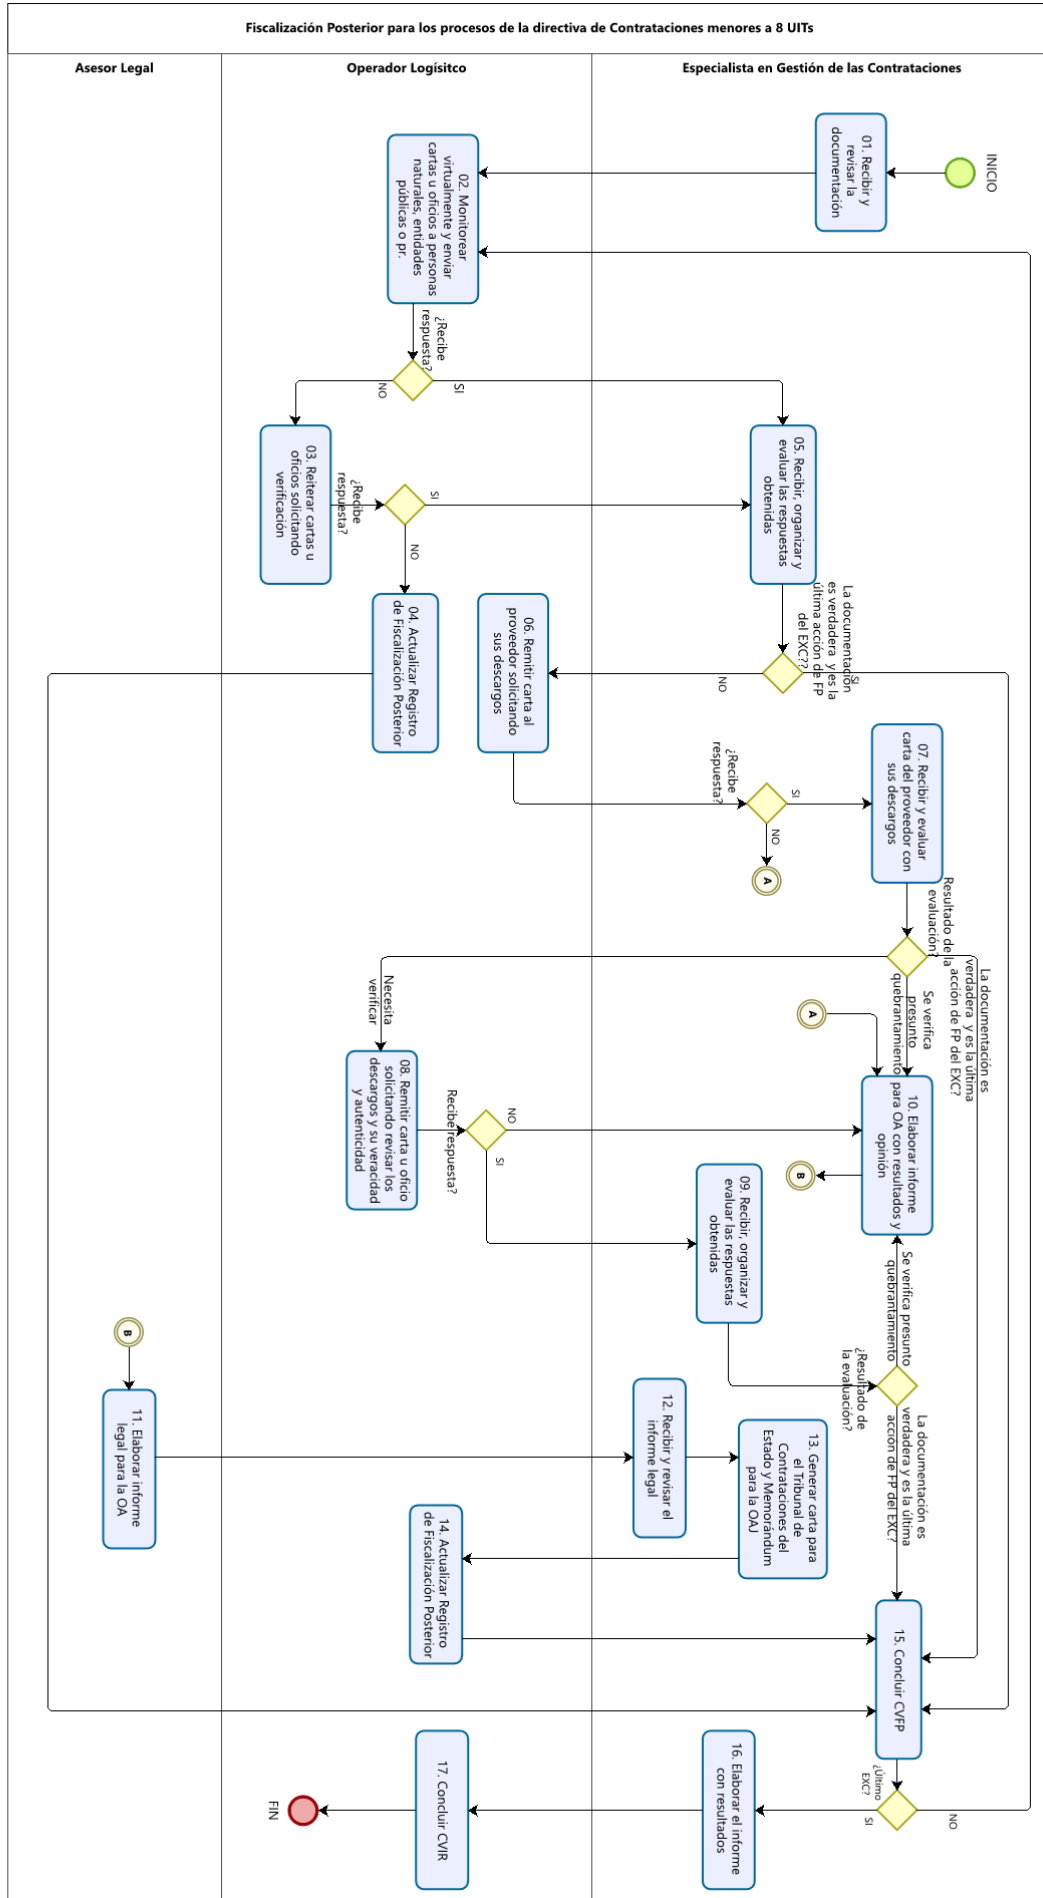 Fiscalización Posterior para los procesos de la directiva de Contrataciones menores a 8 UITs
Asesor Legal
Operador Logísitco
Especialista en Gestión de las Contrataciones
INICIO
01. Recibir y
revisar la
documentación
02. Monitorear
virtualmente y enviar
cartas u oficios a personas
naturales, entidades
públicas o pr.
¿Recibe
respuesta?
NO
SI
03. Reiterar cartas u
oficios solicitando
verificación
¿Recibe
respuesta?
SI
NO
04. Actualizar Registro
de Fiscalización Posterior
05. Recibir, organizar y
evaluar las respuestas
obtenidas
La documentación
es verdadera y es la
última acción de FP
del EXC??
SI
NO
06. Remitir carta al
proveedor solicitando
sus descargos
¿Recibe
respuesta?
SI
NO
A
07. Recibir y evaluar
carta del proveedor con
sus descargos
Resultado de la
evaluación?
La documentación es
verdadera y es la última
acción de FP del EXC?
Se verifica
presunto
quebrantamiento
Necesita
verificar
A
08. Remitir carta u oficio
solicitando revisar los
descargos y su veracidad
y autenticidad
Recibe respuesta?
NO
SI
10. Elaborar informe
para OA con resultados y
opinión
B
09. Recibir, organizar y
evaluar las respuestas
obtenidas
Se verifica presunto
quebrantamiento
¿Resultado de
la evaluación?
La documentación es
verdadera y es la última
acción de FP del EXC?
B
11. Elaborar informe
legal para la OA
12. Recibir y revisar el
informe legal
13. Generar carta para
el Tribunal de
Contrataciones del
Estado y Memorándum
para la OAJ
14. Actualizar Registro
de Fiscalización Posterior
15. Concluir CVFP
¿Último
EXC?
NO
SI
16. Elaborar el informe
con resultados
17. Concluir CVIR
FIN